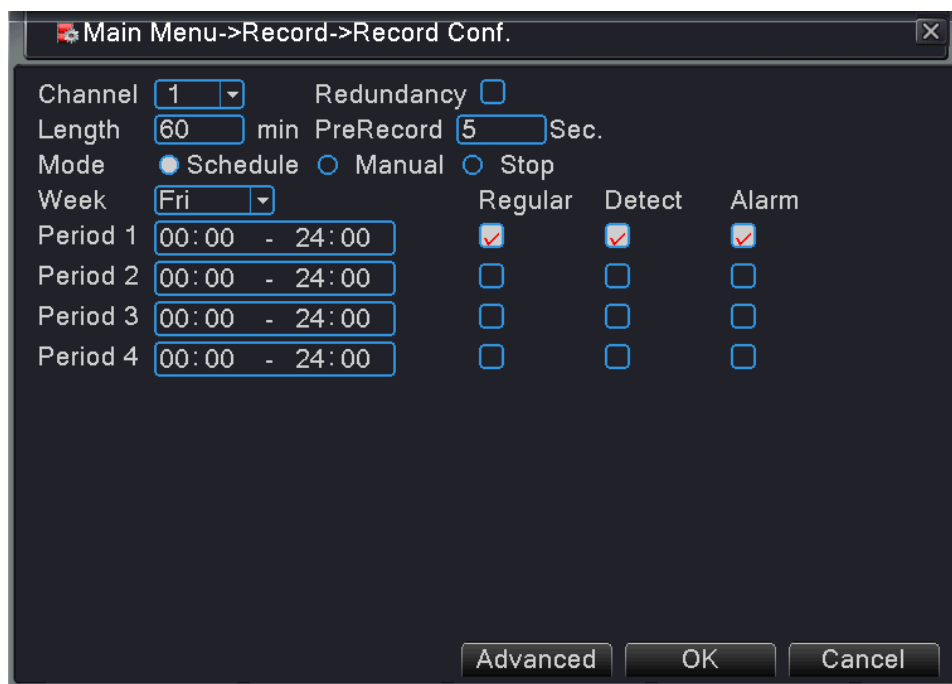 Main Menu->Record->Record Conf.
Channel 1 Redundancy
Length 60 min PreRecord 5 Sec.
Mode Schedule Manual Stop
Week Fri Regular Detect Alarm
Period 1 00:00 - 24:00
Period 2 00:00 - 24:00
Period 3 00:00 - 24:00
Period 4 00:00 - 24:00
Advanced OK Cancel